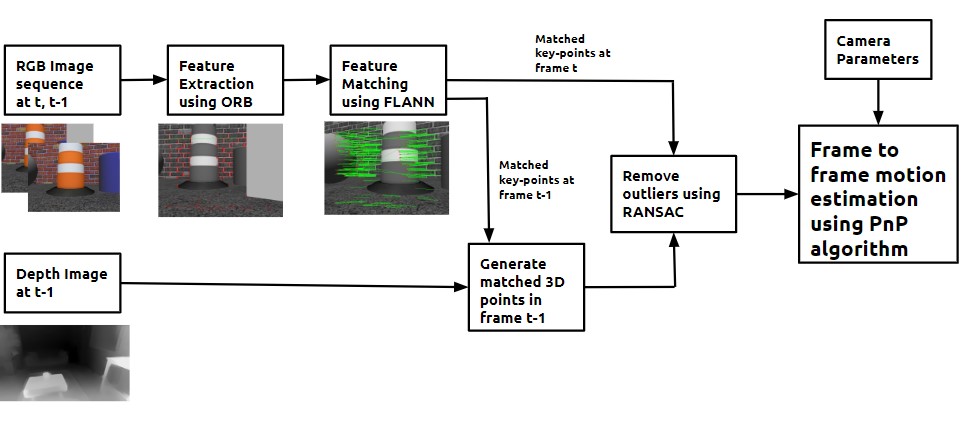 RGB Image
sequence
at t, t-1
Feature
Extraction
using ORB
Feature
Matching
using FLANN
Matched
key-points at
frame t
Camera
Parameters
Matched
key-points at
frame t-1
Remove
outliers using
RANSAC
Frame to
frame motion
estimation
using PnP
algorithm
Depth Image
at t-1
Generate
matched 3D
points in
frame t-1